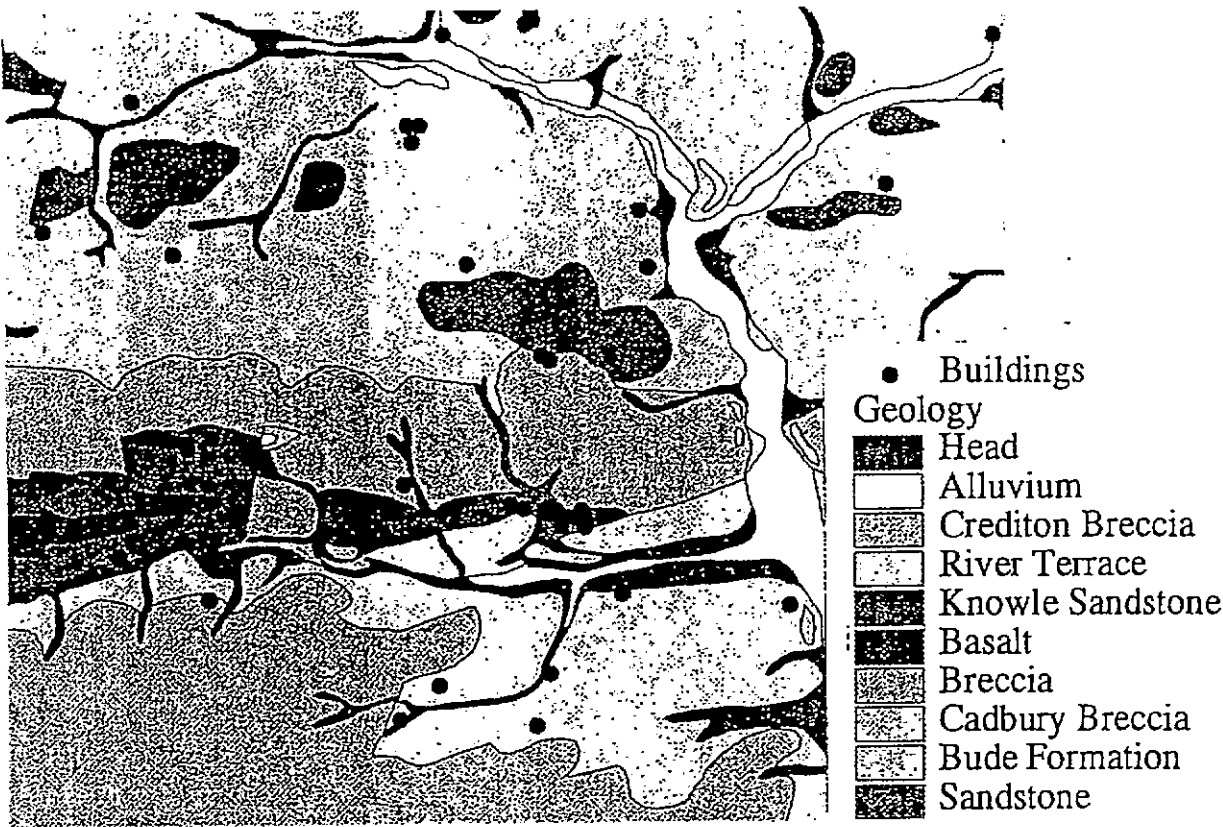 Buildings
Geology
Head
Alluvium
Crediton Breccia
River Terrace
Knowle Sandstone
Basalt
Breccia
Cadbury Breccia
Bude Formation
Sandstone